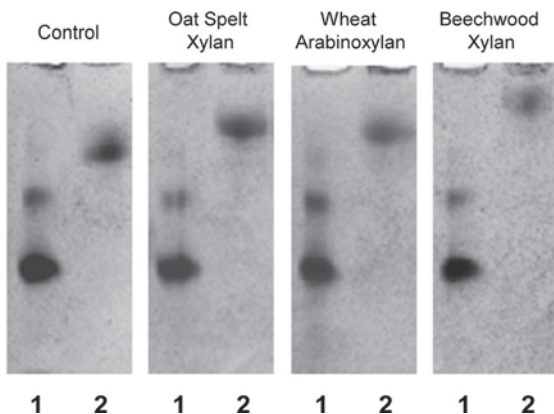 Control
Oat Spelt
Xylan
Wheat
Arabinoxylan
Beechwood
Xylan
1 2 1 2 1 2 1 2